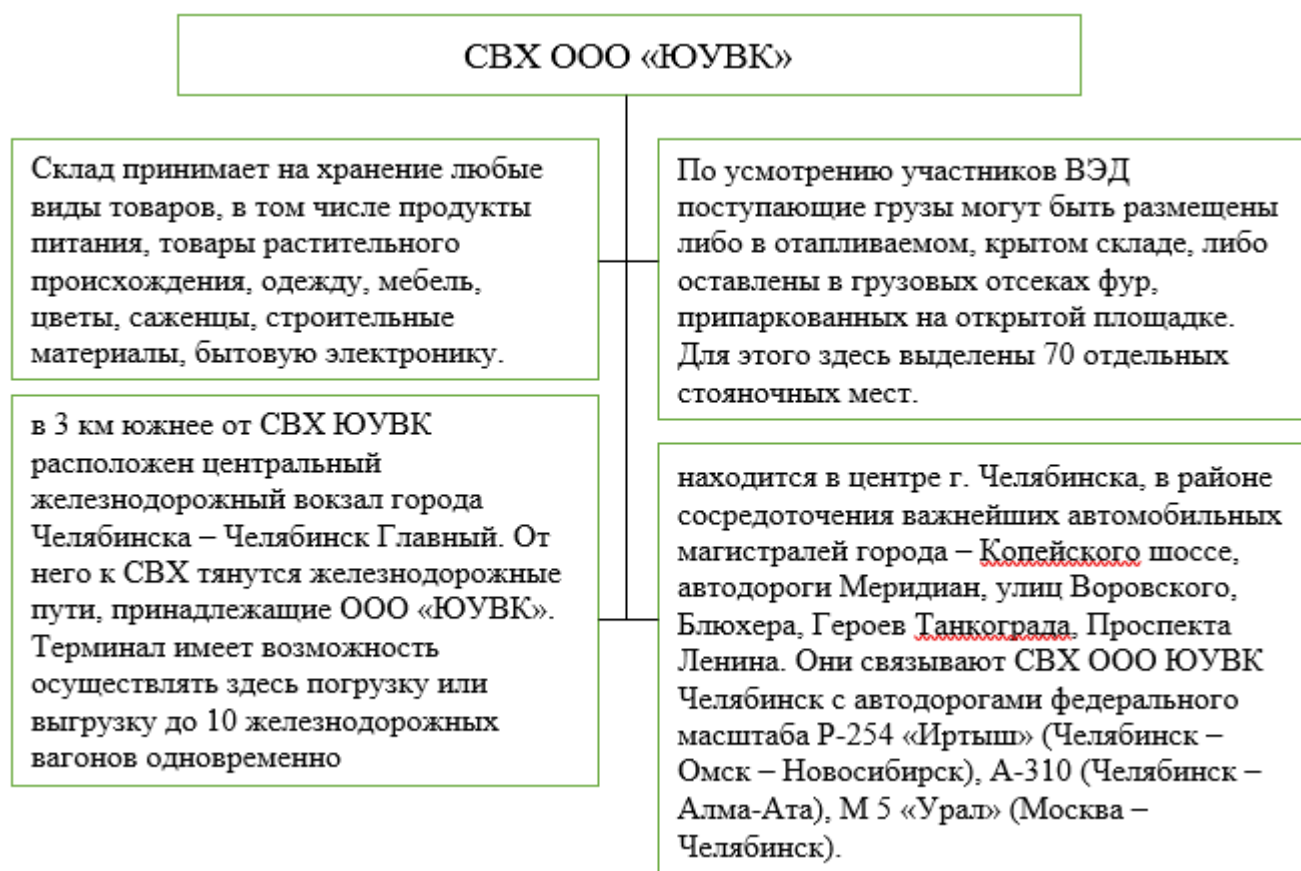 СВХ ООО «ЮУВК»
Склад принимает на хранение любые
виды товаров, в том числе продукты
питания, товары растительного
происхождения, одежду, мебель,
цветы, саженцы, строительные
материалы, бытовую электронику.
По усмотрению участников ВЭД
поступающие грузы могут быть размещены
либо в отапливаемом, крытом складе, либо
оставлены в грузовых отсеках фур,
припаркованных на открытой площадке.
Для этого здесь выделены 70 отдельных
стояночных мест.
в 3 км южнее от СВХ ЮУВК
расположен центральный
железнодорожный вокзал города
Челябинска – Челябинск Главный. От
него к СВХ тянутся железнодорожные
пути, принадлежащие ООО «ЮУВК».
Терминал имеет возможность
осуществлять здесь погрузку или
выгрузку до 10 железнодорожных
вагонов одновременно
находится в центре г. Челябинска, в районе
сосредоточения важнейших автомобильных
магистралей города – Копейского шоссе,
автодороги Меридиан, улиц Воровского,
Блюхера, Героев Танкограда, Проспекта
Ленина. Они связывают СВХ ООО ЮУВК
Челябинск с автодорогами федерального
масштаба Р-254 «Иртыш» (Челябинск –
Омск – Новосибирск), А-310 (Челябинск –
Алма-Ата), М 5 «Урал» (Москва –
Челябинск).